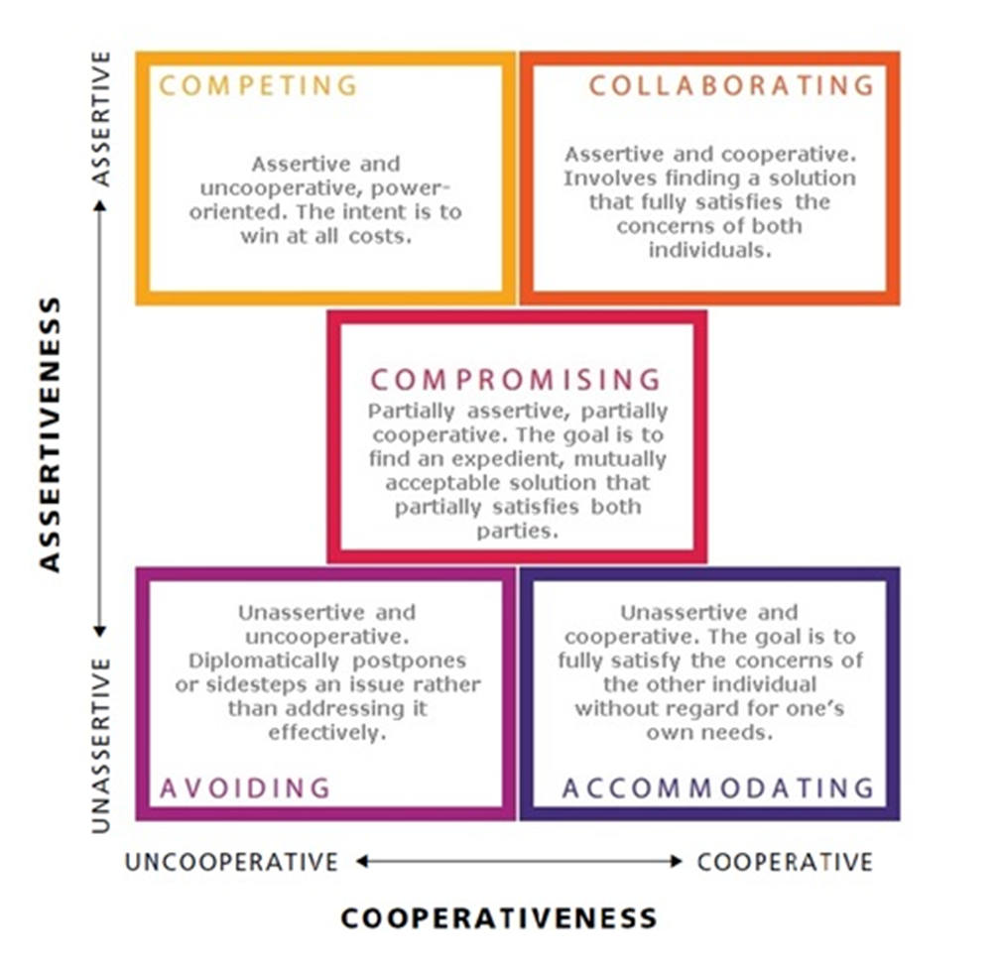 ASSERTIVE
ASSERTIVENESS
UNASSERTIVE
COMPETING
Assertive and
uncooperative, power-
oriented. The intent is to
win at all costs.
COLLABORATING
Assertive and cooperative.
Involves finding a solution
that fully satisfies the
concerns of both
individuals.
COMPROMISING
Partially assertive, partially
cooperative. The goal is to
find an expedient, mutually
acceptable solution that
partially satisfies both
parties.
Unassertive and
uncooperative.
Diplomatically postpones
or sidesteps an issue rather
than addressing it
effectively.
AVOIDING
Unassertive and
cooperative. The goal is to
fully satisfy the concerns of
the other individual
without regard for one’s
own needs.
ACCOMMODATING
UNCOOPERATIVE
COOPERATIVE
COOPERATIVENESS